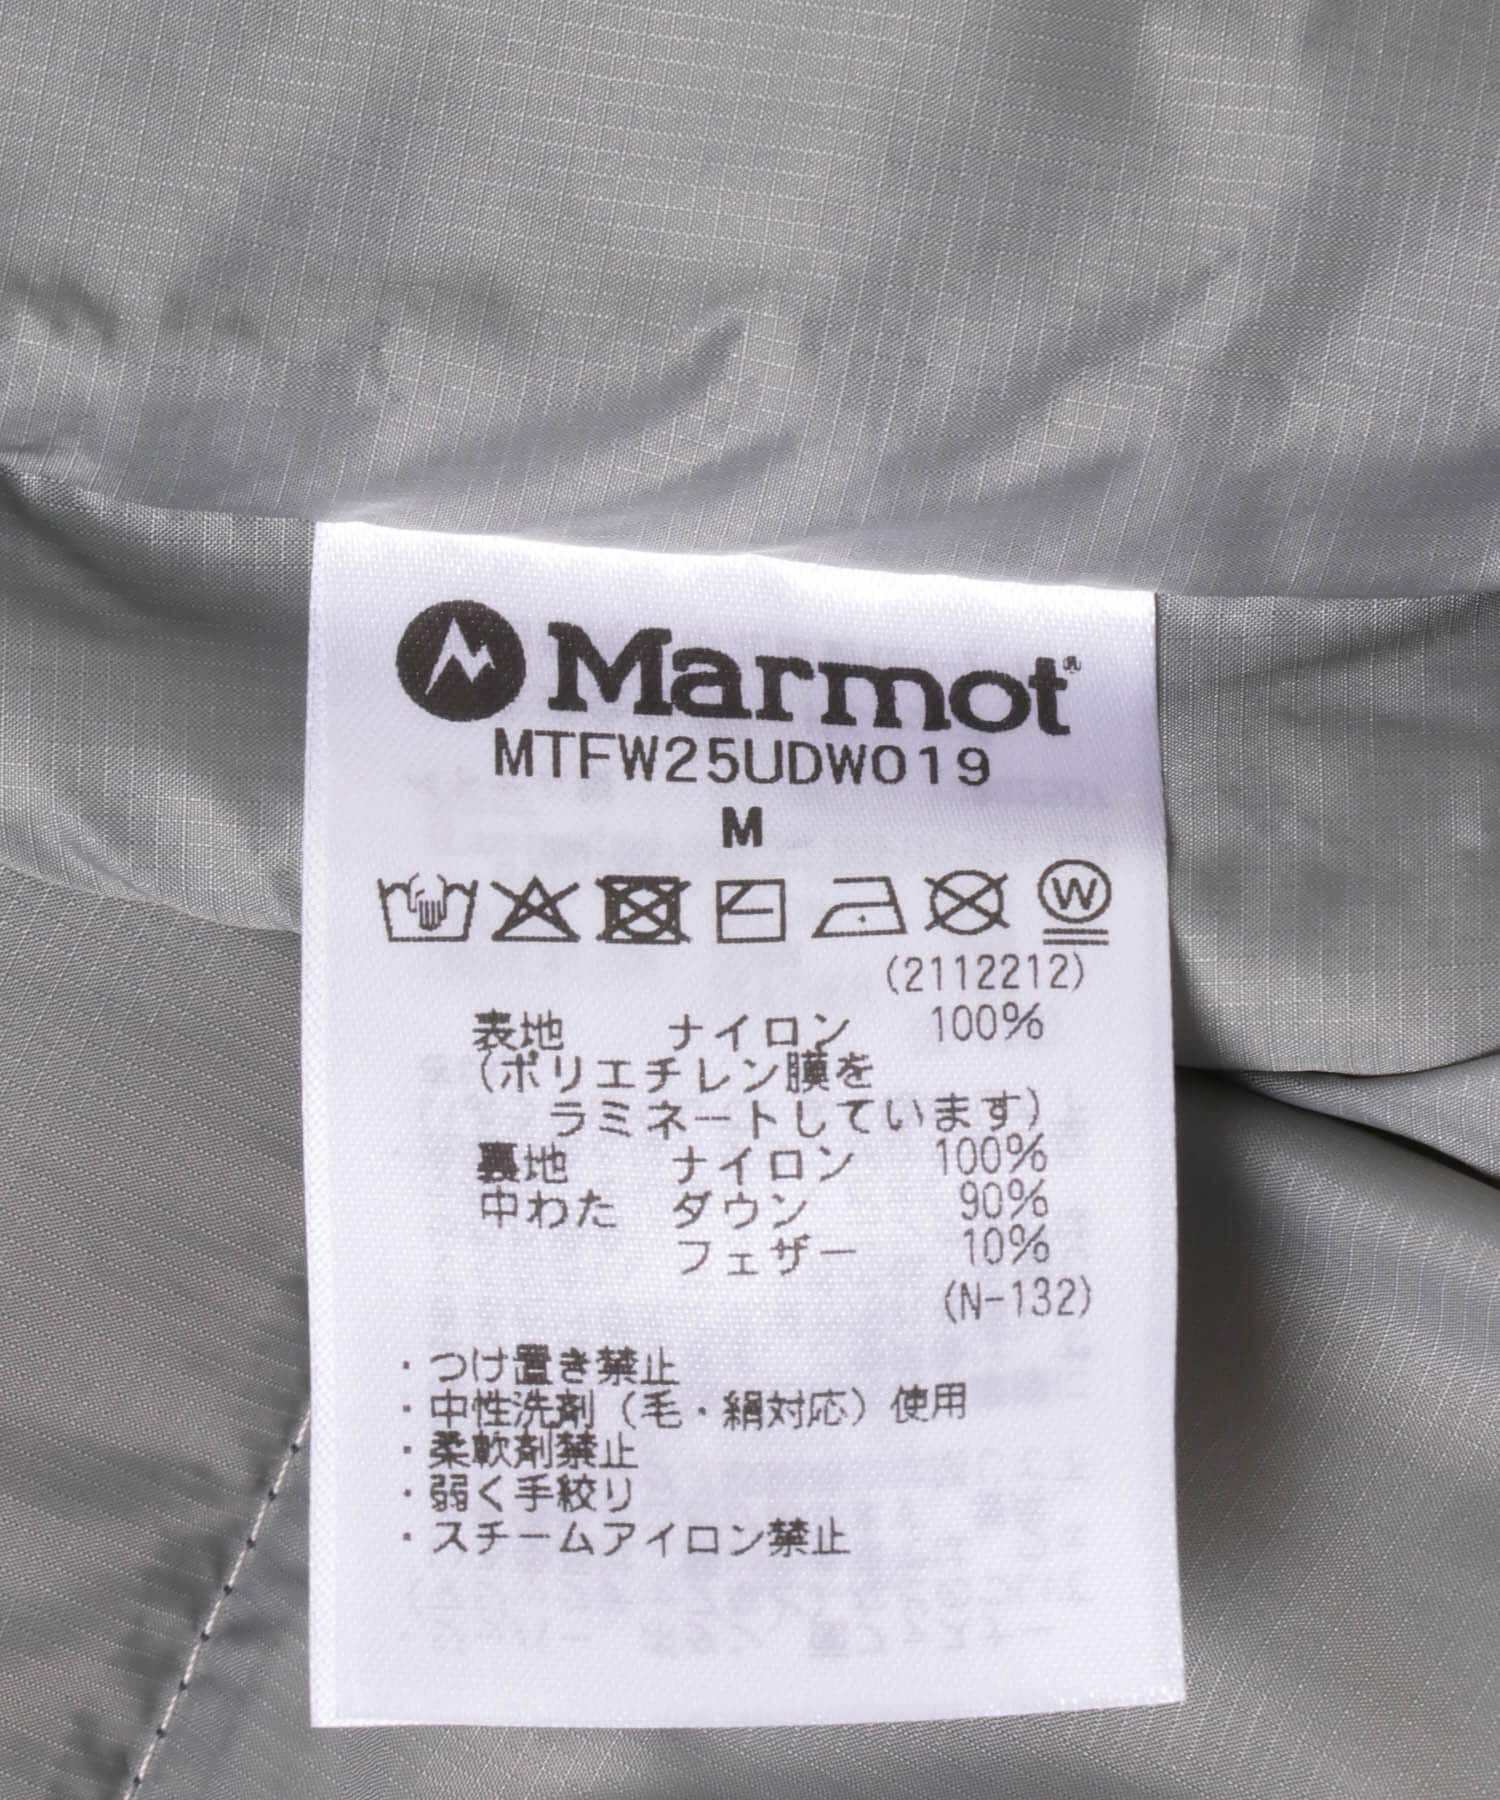 Marmot®
MTFW25UDW019
M
W
(2112212)
表地 ナイロン 100%
(ポリエチレン膜を
ラミネートしています)
裏地 ナイロン 100%
中わた ダウン 90%
フェザー 10%
(N-132)
・つけ置き禁止
・中性洗剤(毛・絹対応)使用
・柔軟剤禁止
・弱く手絞り
・スチームアイロン禁止